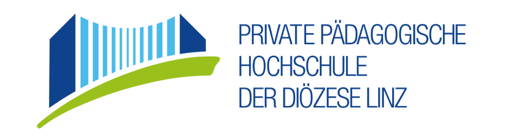 PRIVATE PÄDAGOGISCHE
HOCHSCHULE
DER DIÖZESE LINZ